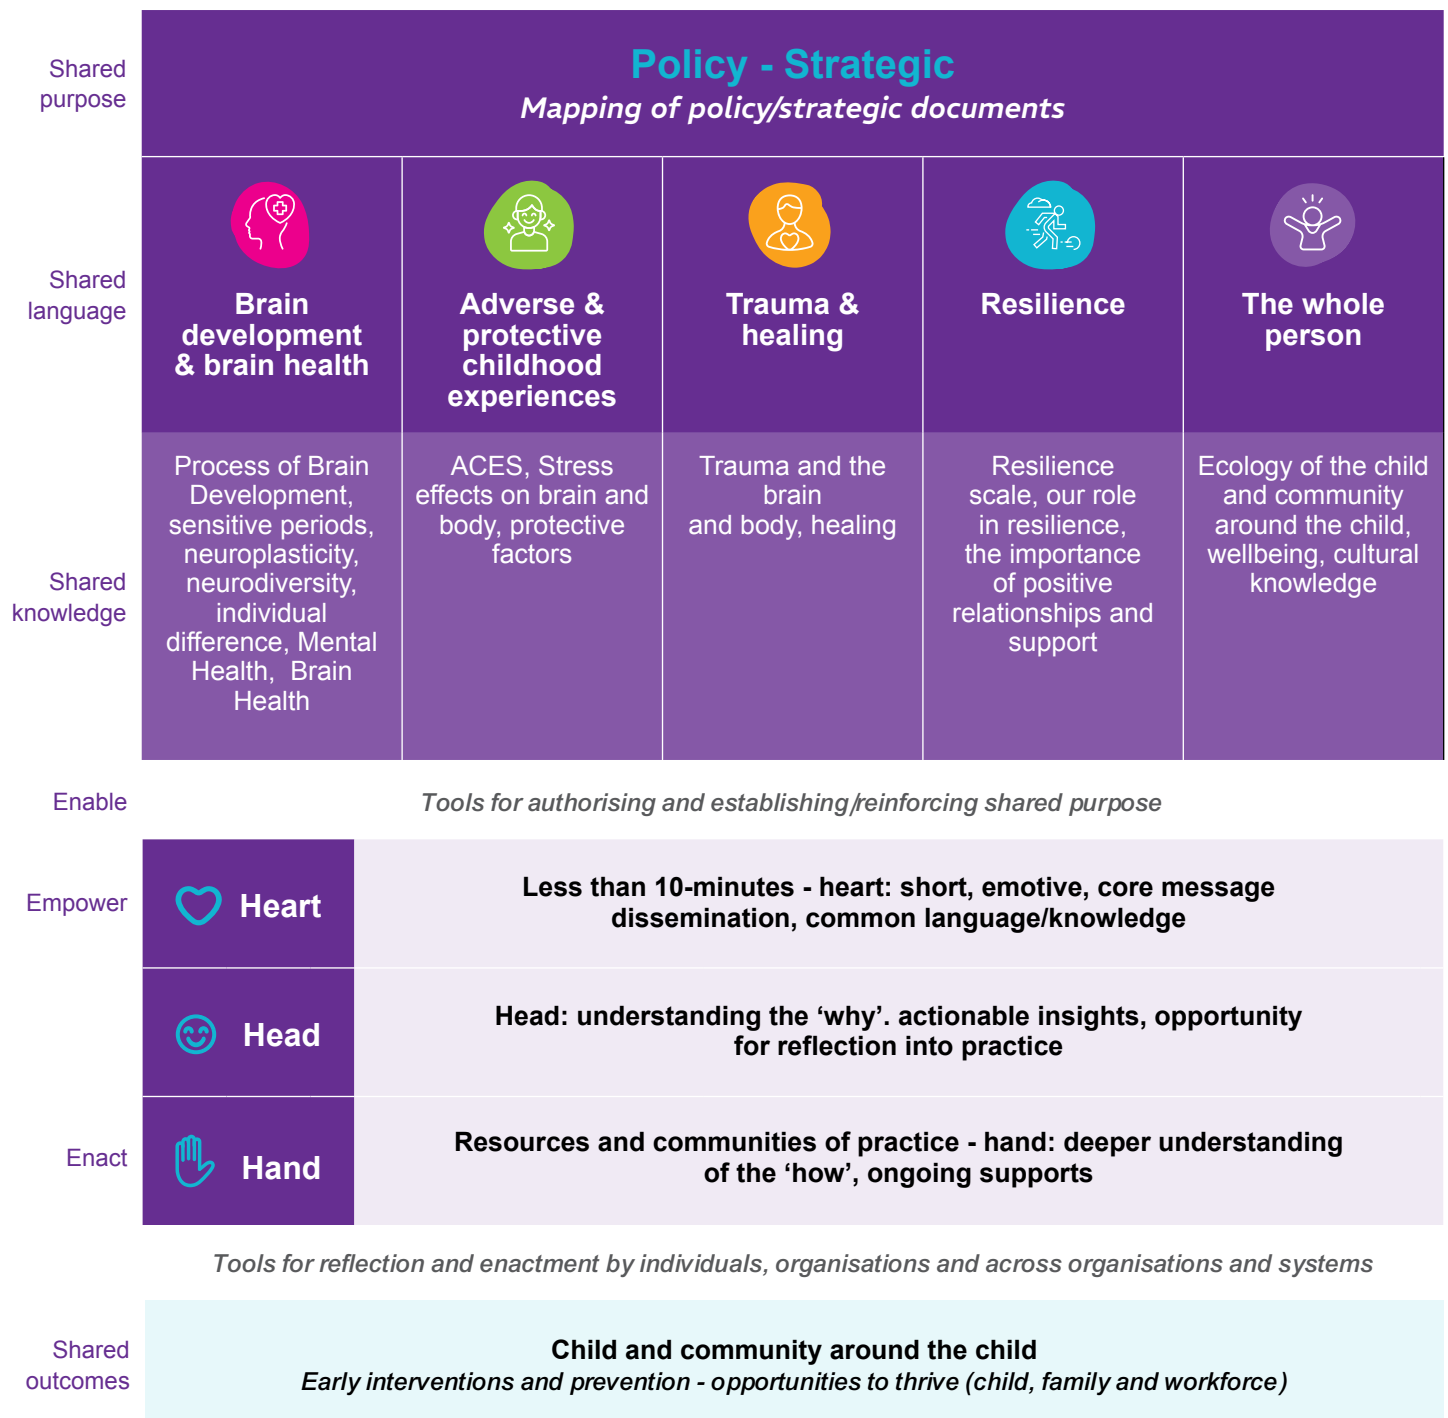 Shared
purpose
Policy - Strategic
Mapping of policy/strategic documents
Shared
language
Brain
development
& brain health
Adverse &
protective
childhood
experiences
Trauma &
healing
Resilience
The whole
person
Shared
knowledge
Process of Brain
Development,
sensitive periods,
neuroplasticity,
neurodiversity,
individual
difference, Mental
Health, Brain
Health
ACES, Stress
effects on brain and
body, protective
factors
Trauma and the
brain
and body, healing
Resilience
scale, our role
in resilience,
the importance
of positive
relationships and
support
Ecology of the child
and community
around the child,
wellbeing, cultural
knowledge
Enable
Tools for authorising and establishing/reinforcing shared purpose
Empower
Heart
Less than 10-minutes - heart: short, emotive, core message
dissemination, common language/knowledge
Head
Head: understanding the ‘why’. actionable insights, opportunity
for reflection into practice
Enact
Hand
Resources and communities of practice - hand: deeper understanding
of the ‘how’, ongoing supports
Tools for reflection and enactment by individuals, organisations and across organisations and systems
Shared
outcomes
Child and community around the child
Early interventions and prevention - opportunities to thrive (child, family and workforce)